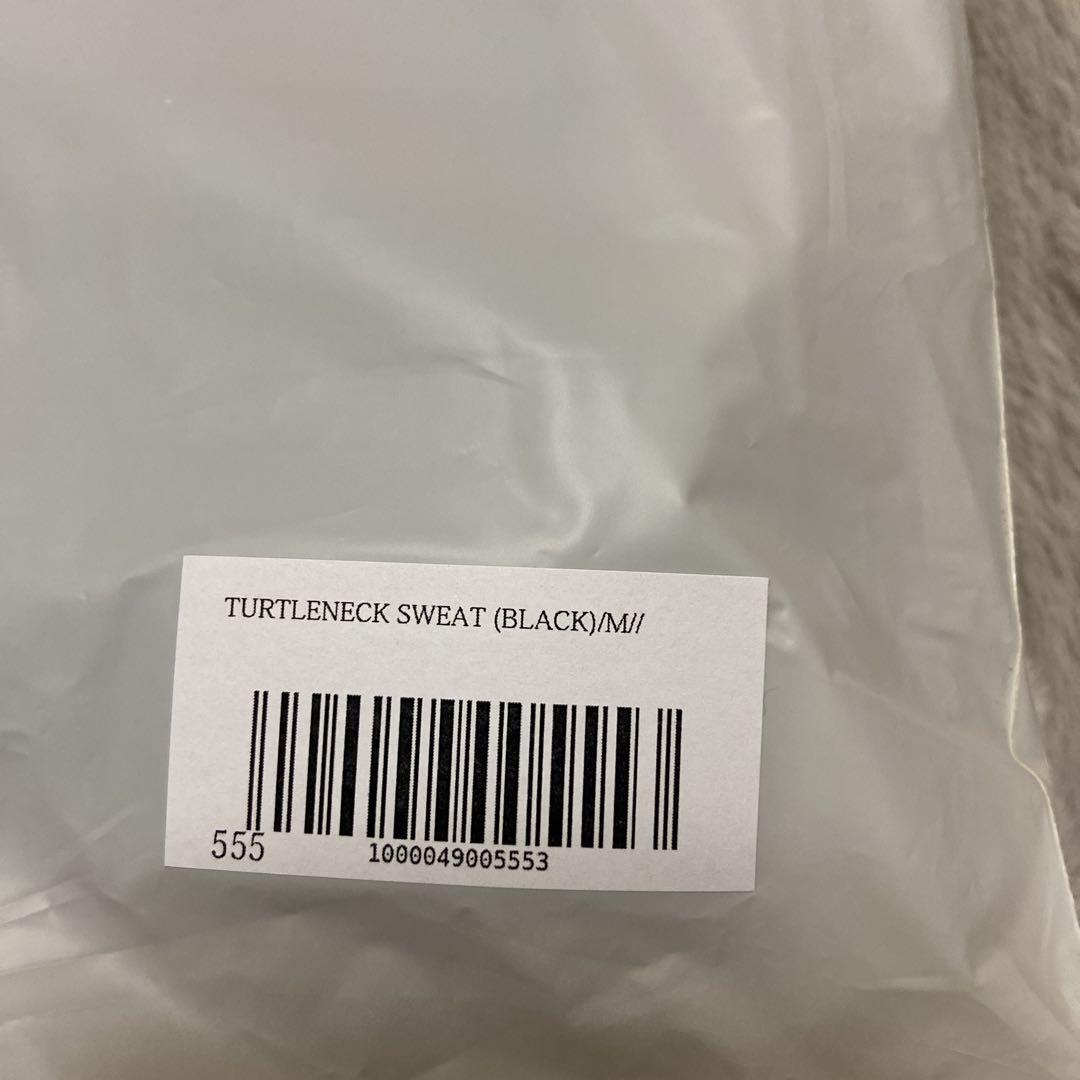 TURTLENECK SWEAT (BLACK)/M//
555
1000049005553